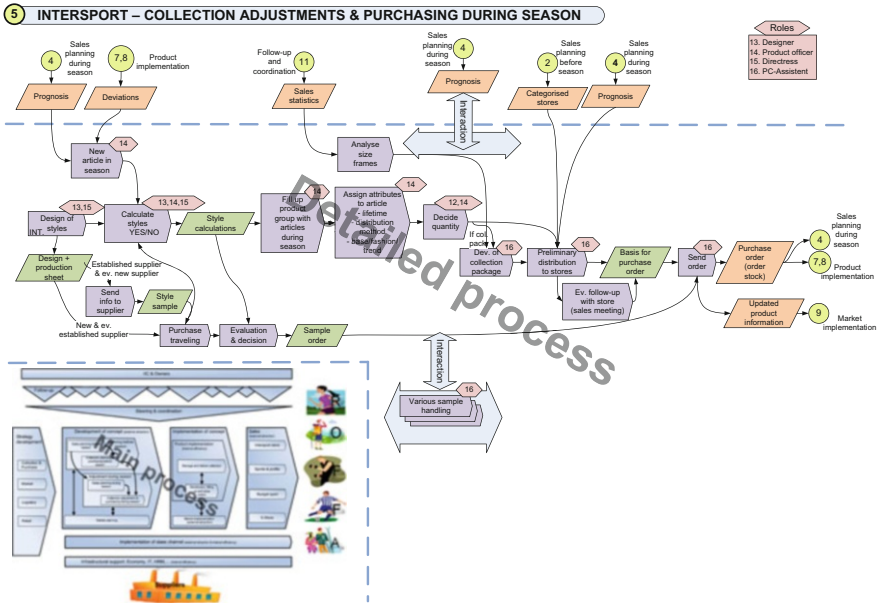 5 INTERSPORT – COLLECTION ADJUSTMENTS & PURCHASING DURING SEASON
Roles
13. Designer
14. Product officer
15. Directress
16. PC-Assistent
4
Sales
planning
during
season
7,8
Product
implementation
Follow-up
and
coordination
11
Sales
planning
during
season
4
2
Sales
planning
before
season
4
Sales
planning
during
season
Prognosis
Deviations
Sales
statistics
Prognosis
Categorised
stores
Prognosis
Interaction
14
New
article in
season
Analyse
size
frames
13,15
Design of
styles
INT.
13,14,15
Calculate
styles
YES/NO
Style
calculations
14
Fill up
product
group with
articles
during
season
14
Assign attributes
to article
- lifetime
- distribution
method
- base/fashion/
trend
12,14
Decide
quantity
If col.
pack.
16
Dev. of
collection
package
16
Preliminary
distribution
to stores
Basis for
purchase
order
16
Send
order
Purchase
order
(order
stock)
4
Sales
planning
during
season
7,8
Product
implementation
Design +
production
sheet
Established supplier
& ev. new supplier
Send
info to
supplier
Style
sample
Ev. follow-up
with store
(sales meeting)
Updated
product
information
9
Market
implementation
New & ev.
established supplier
Purchase
traveling
Evaluation
& decision
Sample
order
Interaction
16
Various sample
handling
Detailed process
Main process
Suppliers